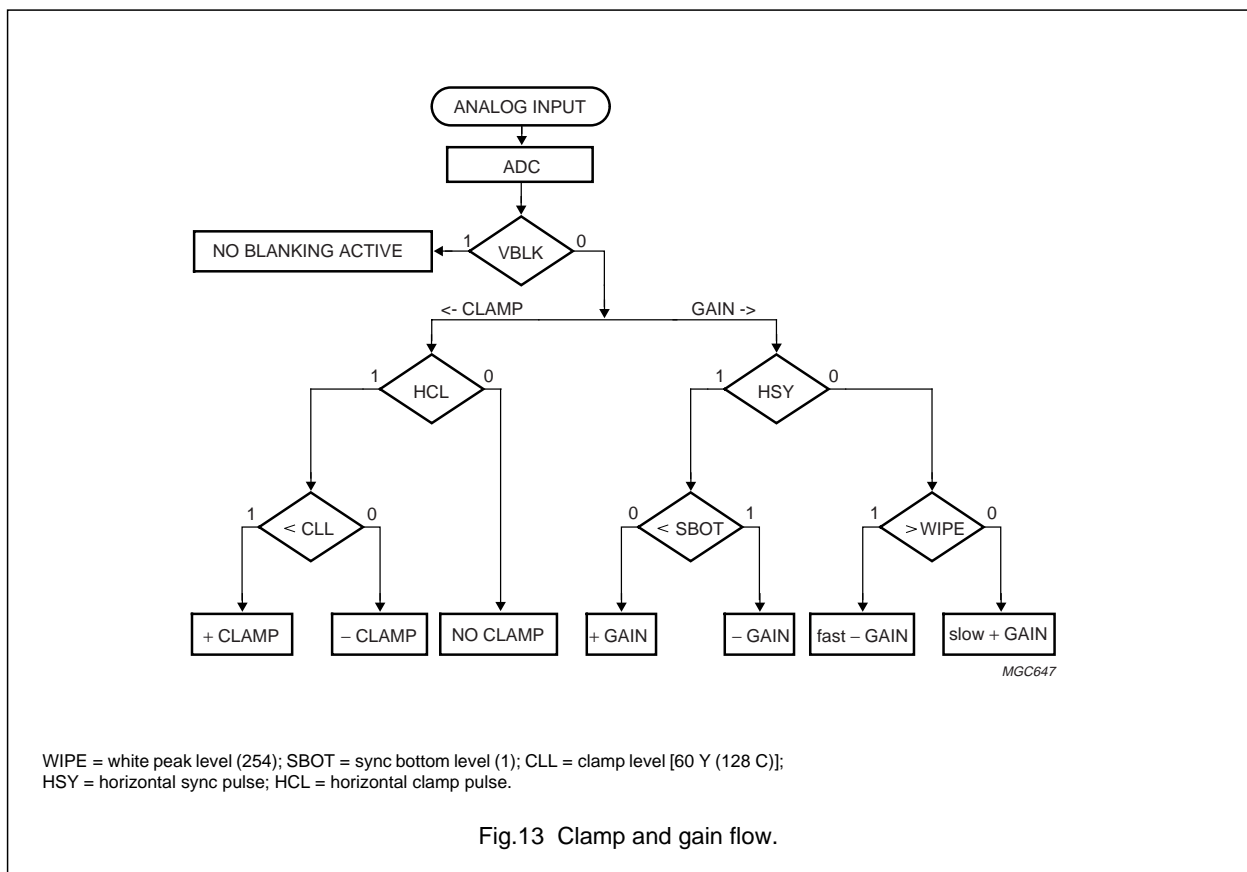 ANALOG INPUT
ADC
NO BLANKING ACTIVE
1
VBLK
0
<- CLAMP
GAIN ->
1
HCL
0
1
HSY
0
1
< CLL
0
0
< SBOT
1
1
> WIPE
0
+ CLAMP
− CLAMP
NO CLAMP
+ GAIN
− GAIN
fast − GAIN
slow + GAIN
MGC647
WIPE = white peak level (254); SBOT = sync bottom level (1); CLL = clamp level [60 Y (128 C)];
HSY = horizontal sync pulse; HCL = horizontal clamp pulse.
Fig.13 Clamp and gain flow.